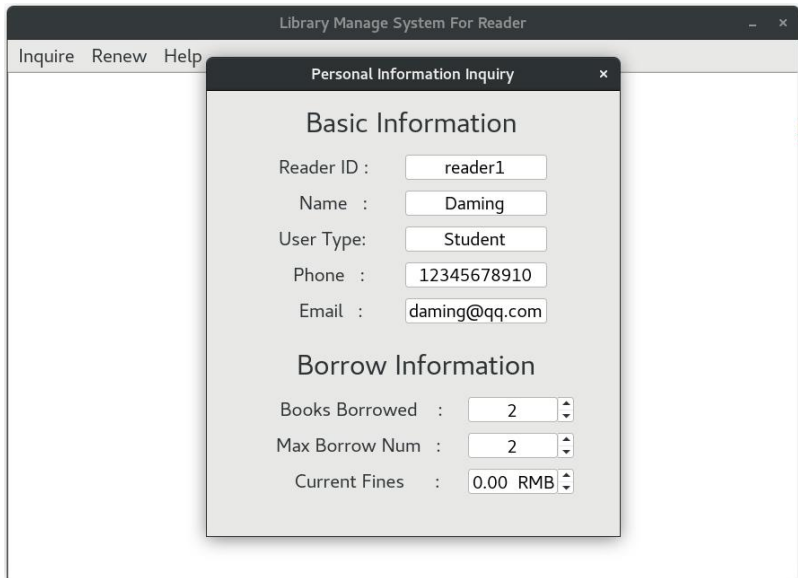 Library Manage System For Reader
Inquire Renew Help
Personal Information Inquiry
Basic Information
Reader ID : reader1
Name : Daming
User Type: Student
Phone : 12345678910
Email : daming@qq.com
Borrow Information
Books Borrowed : 2
Max Borrow Num : 2
Current Fines : 0.00 RMB